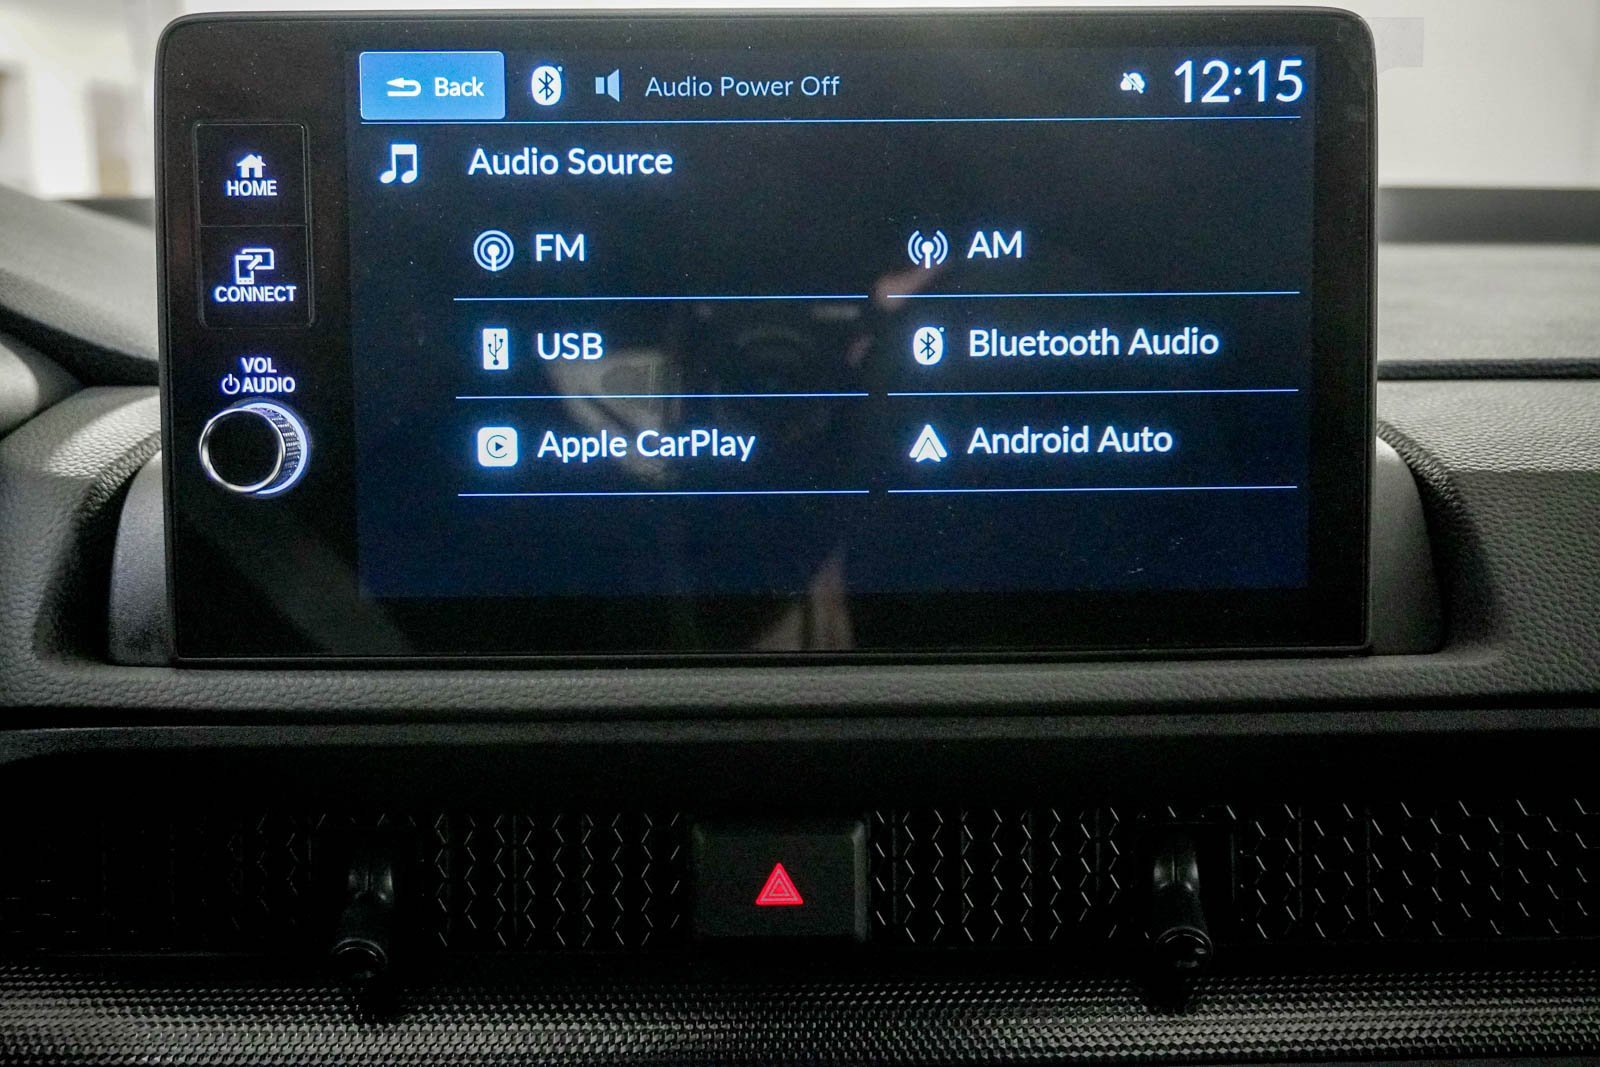 Back
Audio Power Off
12:15
HOME
Audio Source
FM
AM
CONNECT
USB
Bluetooth Audio
VOL
AUDIO
Apple CarPlay
Android Auto